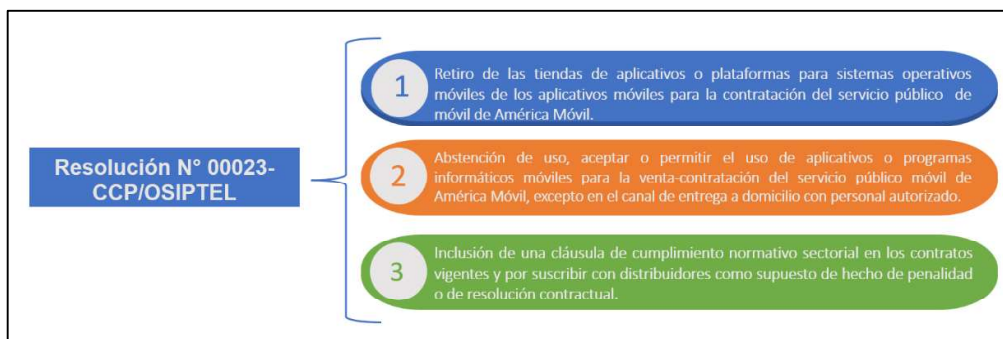 Resolución N° 00023-
CCP/OSIPTEL
1
Retiro de las tiendas de aplicativos o plataformas para sistemas operativos
móviles de los aplicativos móviles para la contratación del servicio público de
móvil de América Móvil.
2
Abstención de uso, aceptar o permitir el uso de aplicativos o programas
informáticos móviles para la venta-contratación del servicio público móvil de
América Móvil, excepto en el canal de entrega a domicilio con personal autorizado.
3
Inclusión de una cláusula de cumplimiento normativo sectorial en los contratos
vigentes y por suscribir con distribuidores como supuesto de hecho de penalidad
o de resolución contractual.